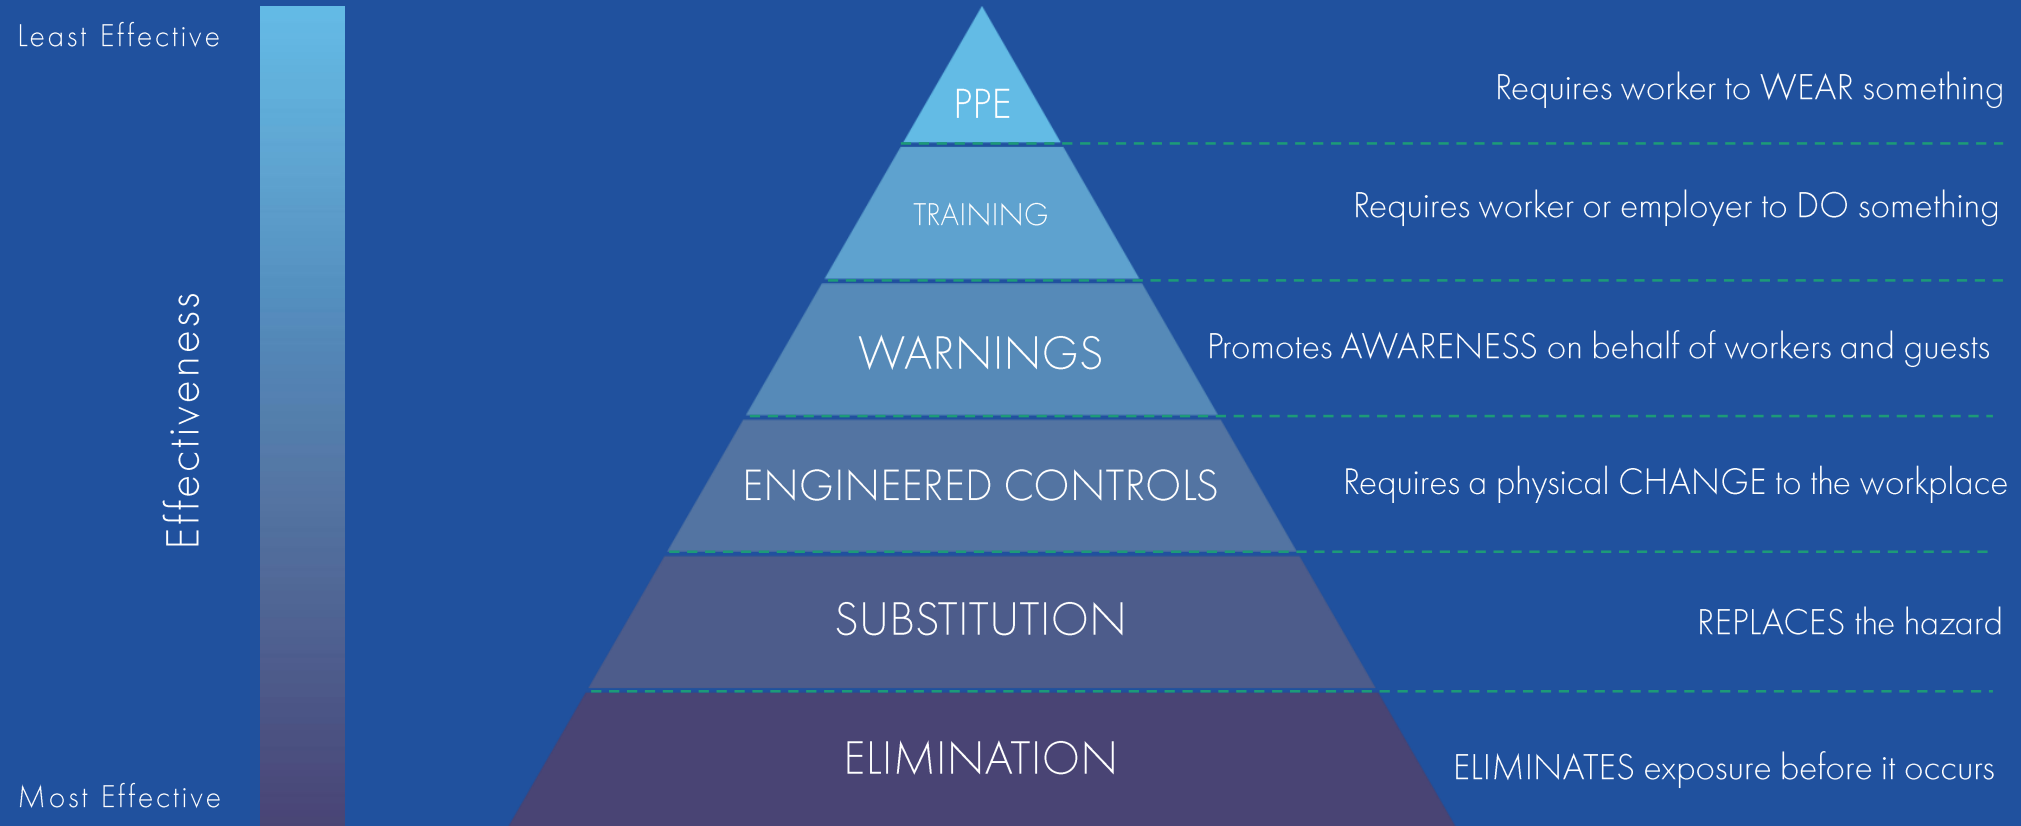 Least Effective
PPE
Requires worker to WEAR something
TRAINING
Requires worker or employer to DO something
Effectiveness
WARNINGS
Promotes AWARENESS on behalf of workers and guests
ENGINEERED CONTROLS
Requires a physical CHANGE to the workplace
SUBSTITUTION
REPLACES the hazard
ELIMINATION
ELIMINATES exposure before it occurs
Most Effective